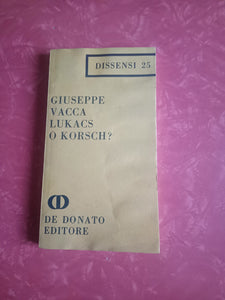 DISSENSI 25
GIUSEPPE
VACCA
LUKACS
O KORSCH?
DE DONATO
EDITORE